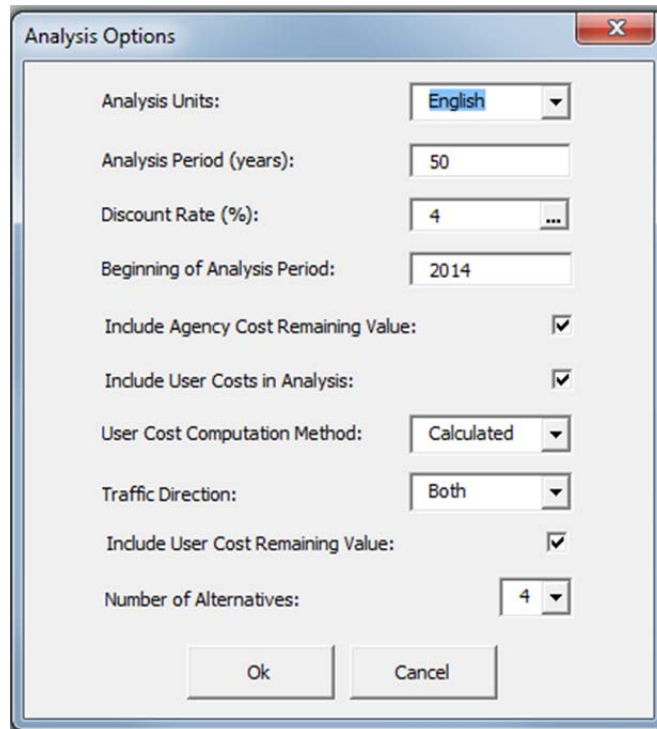 Analysis Options
Analysis Units: English
Analysis Period (years): 50
Discount Rate (%): 4 ...
Beginning of Analysis Period: 2014
Include Agency Cost Remaining Value:
Include User Costs in Analysis:
User Cost Computation Method: Calculated
Traffic Direction: Both
Include User Cost Remaining Value:
Number of Alternatives: 4
Ok Cancel